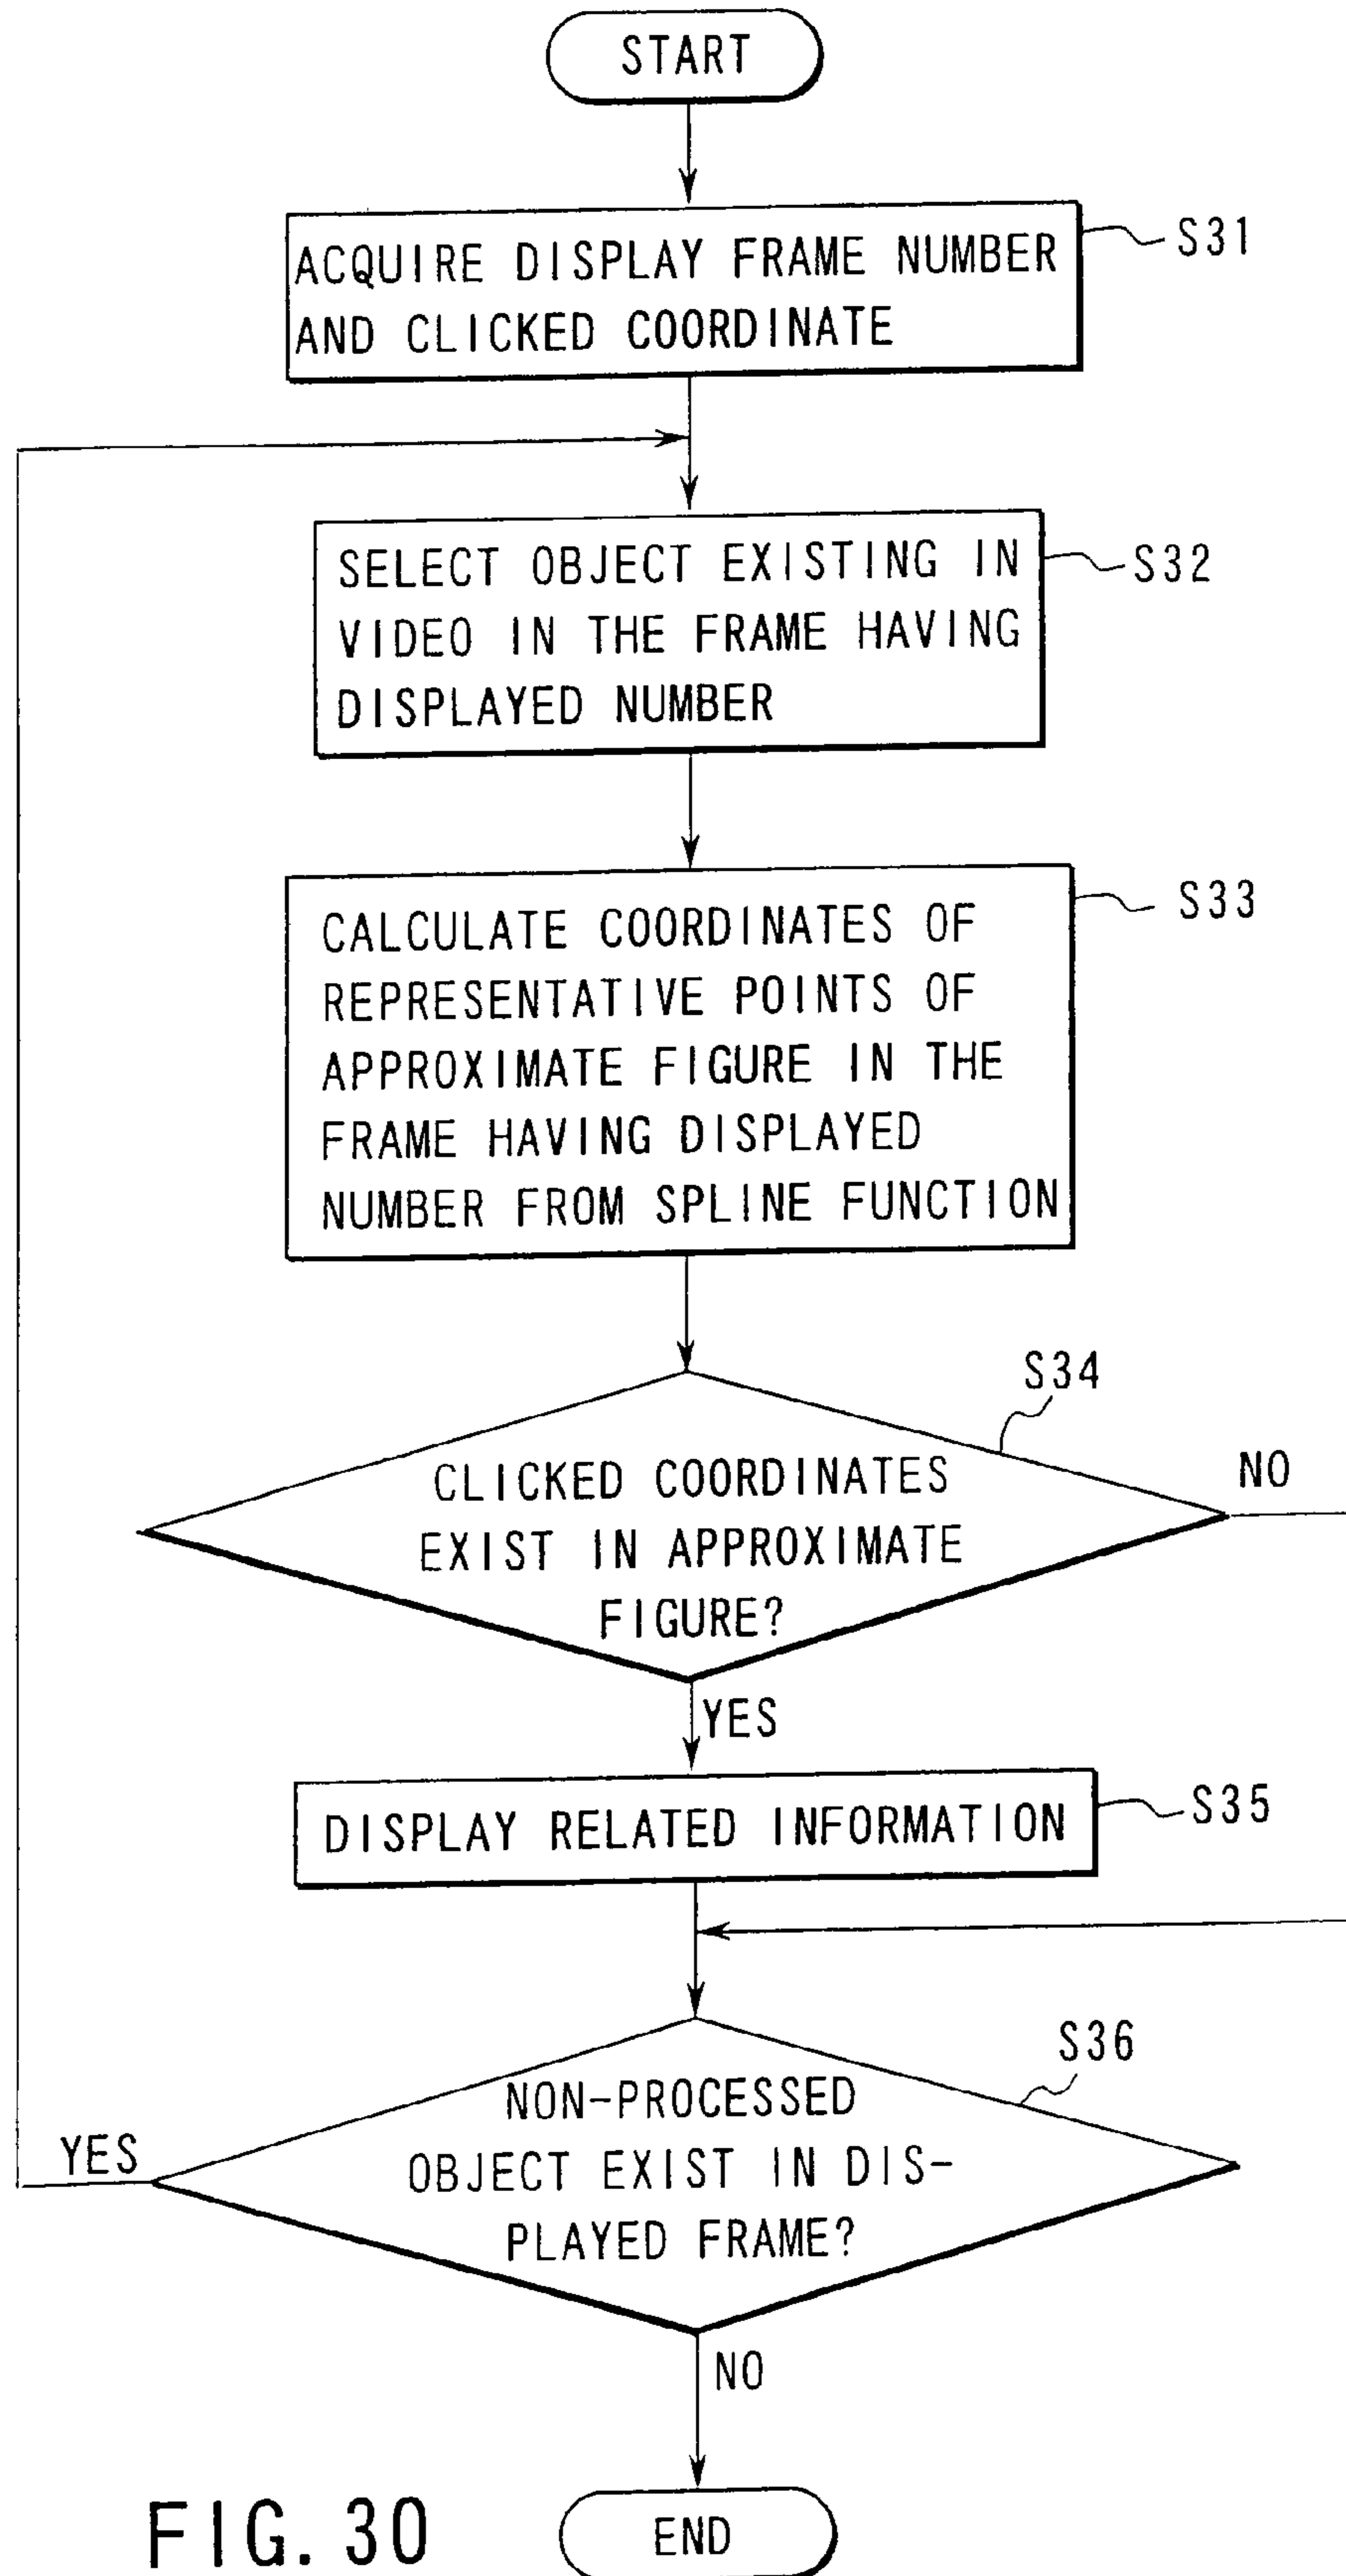 START
ACQUIRE DISPLAY FRAME NUMBER
AND CLICKED COORDINATE
S31
SELECT OBJECT EXISTING IN
VIDEO IN THE FRAME HAVING
DISPLAYED NUMBER
S32
CALCULATE COORDINATES OF
REPRESENTATIVE POINTS OF
APPROXIMATE FIGURE IN THE
FRAME HAVING DISPLAYED
NUMBER FROM SPLINE FUNCTION
S33
S34
CLICKED COORDINATES
EXIST IN APPROXIMATE
FIGURE?
NO
YES
DISPLAY RELATED INFORMATION
S35
S36
NON-PROCESSED
OBJECT EXIST IN DIS-
PLAYED FRAME?
YES
NO
END
FIG. 30